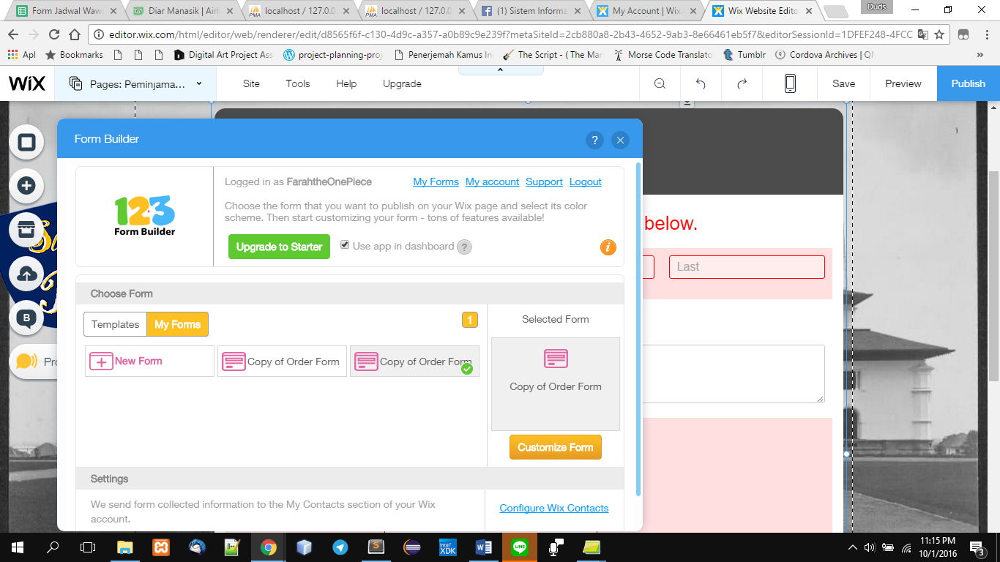 Duds
Form Jadwal Wawa
Diar Manasik | Airl
localhost / 127.0.0
localhost / 127.0.0
(1) Sistem Informa
My Account | Wix.
Wix Website Edito
editor.wix.com/html/editor/web/renderer/edit/d8565f6f-c130-4d9c-a357-a0b89c9e239f?metaSiteId=2cb880a8-2b43-4652-9ab3-8e66461eb5f7&editorSessionId=1DFEF248-4FCC
Apl
Bookmarks
Digital Art Project Ass
project-planning-proj
Penerjemah Kamus In
The Script - ( The Mar
Morse Code Translato
Tumblr
Cordova Archives | QN
»
WiX
Pages: Peminjama...
Site
Tools
Help
Upgrade
Save
Preview
Publish
Form Builder
?
123
Form Builder
Logged in as FarahtheOnePiece
My Forms
My account
Support
Logout
Choose the form that you want to publish on your Wix page and select its color
scheme. Then start customizing your form - tons of features available!
Upgrade to Starter
Use app in dashboard
?
i
below.
Last
Choose Form
Templates
My Forms
1
Selected Form
New Form
Copy of Order Form
Copy of Order Form
Copy of Order Form
Customize Form
B
Pro
Settings
We send form collected information to the My Contacts section of your Wix
account.
Configure Wix Contacts
11:15 PM
10/1/2016
3